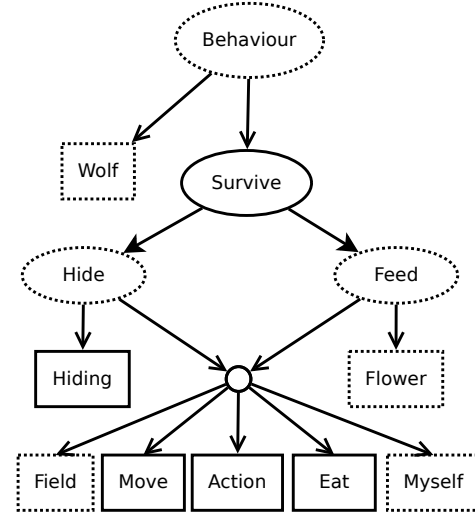 Behaviour
Wolf
Survive
Hide
Feed
Hiding
Flower
Field
Move
Action
Eat
Myself